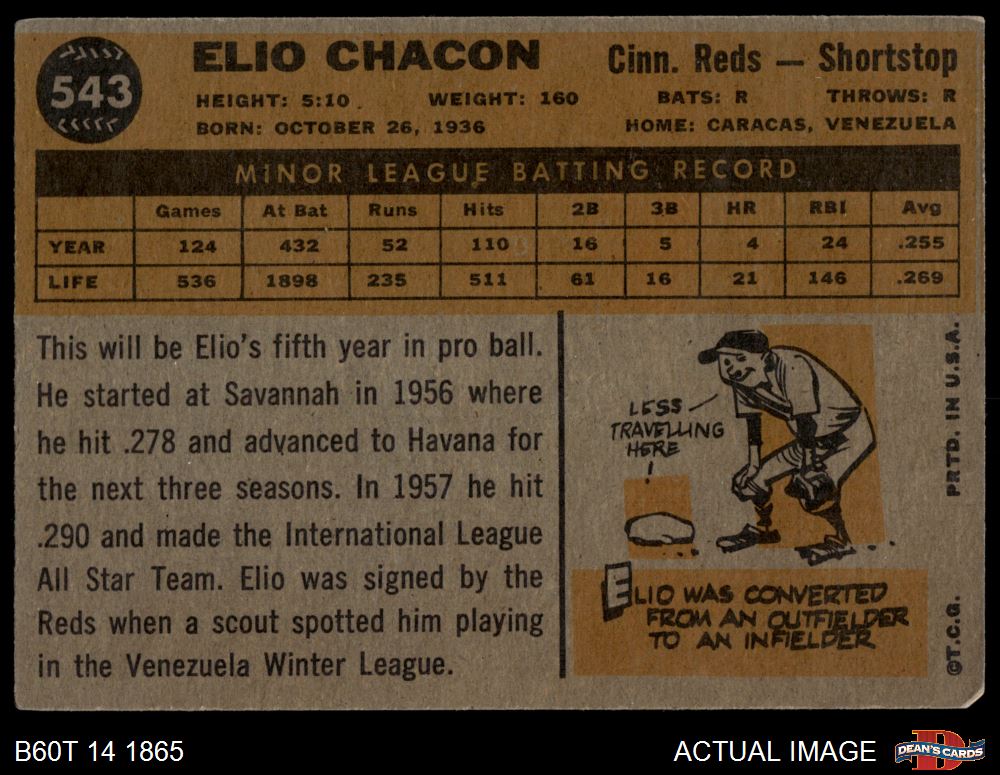 543
ELIO CHACON
Cinn. Reds — Shortstop
HEIGHT: 5:10 WEIGHT: 160 BATS: R THROWS: R
BORN: OCTOBER 26, 1936 HOME: CARACAS, VENEZUELA
MINOR LEAGUE BATTING RECORD
Games At Bat Runs Hits 2B 3B HR RBI Avg
YEAR 124 432 52 110 16 5 4 24 .255
LIFE 536 1898 235 511 61 16 21 146 .269
This will be Elio's fifth year in pro ball.
He started at Savannah in 1956 where
he hit .278 and advanced to Havana for
the next three seasons. In 1957 he hit
.290 and made the International League
All Star Team. Elio was signed by the
Reds when a scout spotted him playing
in the Venezuela Winter League.
LESS
TRAVELLING
HERE
ELIO WAS CONVERTED
FROM AN OUTFIELDER
TO AN INFIELDER
©T.C.G. PRTD. IN U.S.A.
B60T 14 1865
ACTUAL IMAGE
D
DEAN'S CARDS